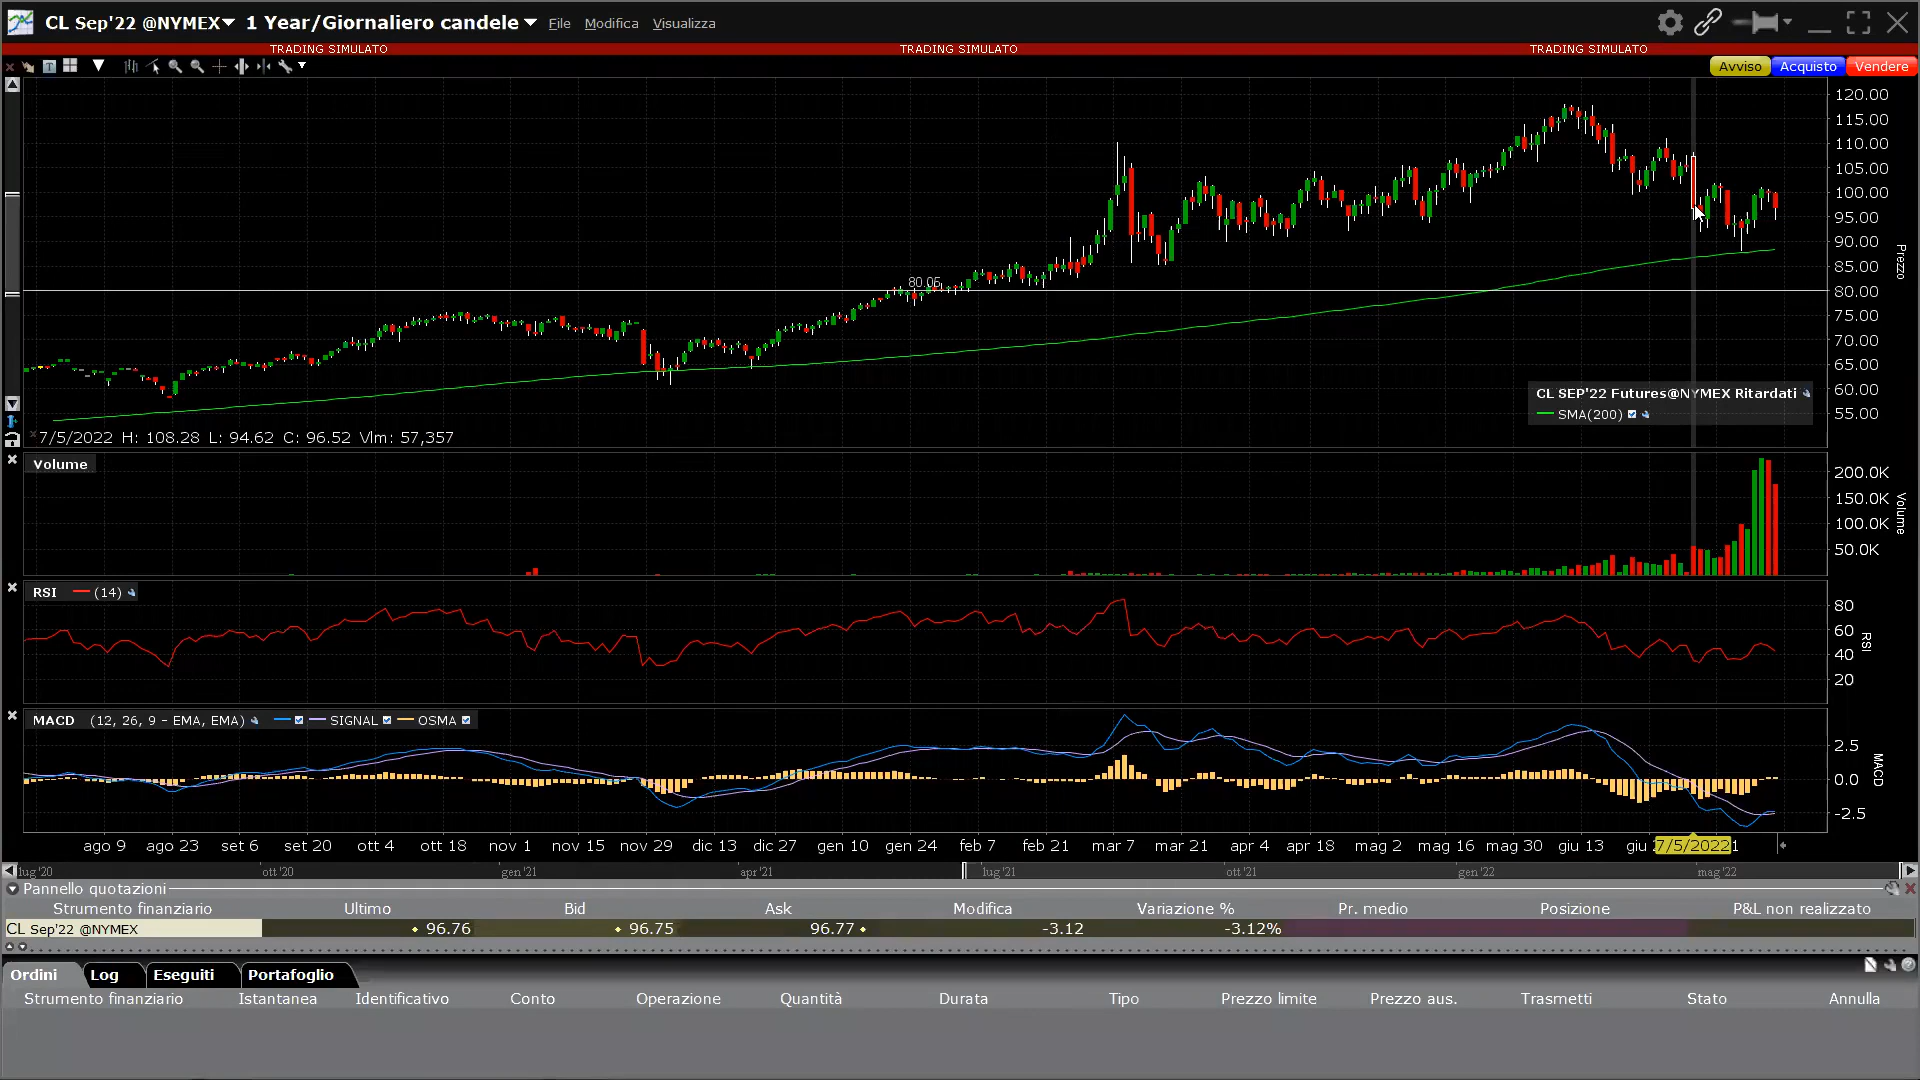 CL Sep'22 @NYMEX 1 Year/Giornaliero candele File Modifica Visualizza
TRADING SIMULATO TRADING SIMULATO TRADING SIMULATO
Avviso Acquisto Vendere
120.00
115.00
110.00
105.00
100.00
95.00
90.00
85.00
80.00
75.00
70.00
65.00
60.00
55.00
Prezzo
80.06
CL SEP'22 Futures@NYMEX Ritardati
SMA(200)
7/5/2022 H: 108.28 L: 94.62 C: 96.52 Vlm: 57,357
Volume
200.0K
150.0K
100.0K
50.0K
Volume
RSI (14)
80
60
40
20
RSI
MACD (12, 26, 9 - EMA, EMA) SIGNAL OSMA
2.5
0.0
-2.5
MACD
ago 9 ago 23 set 6 set 20 ott 4 ott 18 nov 1 nov 15 nov 29 dic 13 dic 27 gen 10 gen 24 feb 7 feb 21 mar 7 mar 21 apr 4 apr 18 mag 2 mag 16 mag 30 giu 13 giu 7/5/2022 1
lug '20 ott '20 gen '21 apr '21 lug '21 ott '21 gen '22 mag '22
Pannello quotazioni
Strumento finanziario Ultimo Bid Ask Modifica Variazione % Pr. medio Posizione P&L non realizzato
CL Sep'22 @NYMEX 96.76 96.75 96.77 -3.12 -3.12%
Ordini Log Eseguiti Portafoglio
Strumento finanziario Istantanea Identificativo Conto Operazione Quantità Durata Tipo Prezzo limite Prezzo aus. Trasmetti Stato Annulla